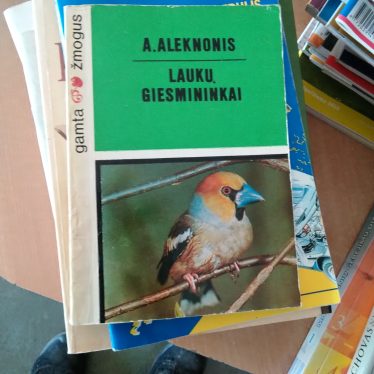 gamta žmogus
A.ALEKNONIS
LAUKŲ
GIESMININKAI